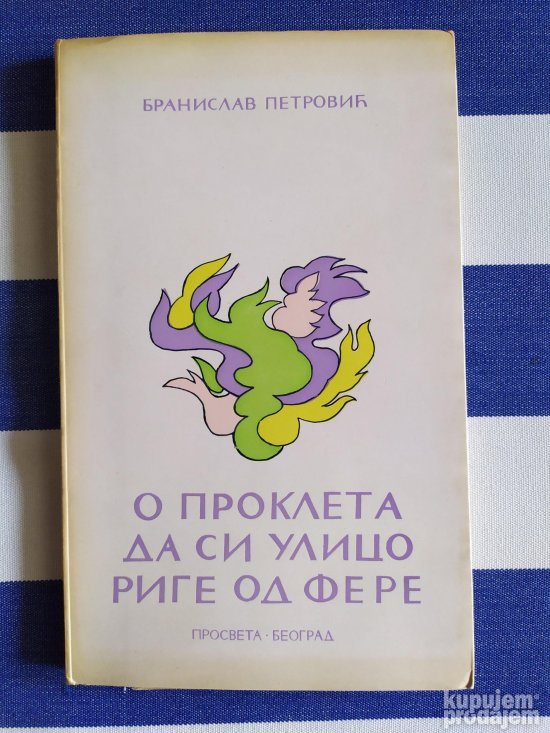 БРАНИСЛАВ ПЕТРОВИЋ
О ПРОКЛЕТА
ДА СИ УЛИЦО
РИГЕ ОД ФЕРЕ
ПРОСВЕТА · БЕОГРАД
kupujem
prodajem